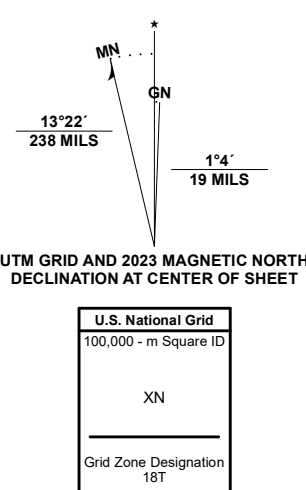 ★
MN
GN
13°22´
238 MILS
1°4´
19 MILS
UTM GRID AND 2023 MAGNETIC NORTH
DECLINATION AT CENTER OF SHEET
U.S. National Grid
100,000 - m Square ID
XN
Grid Zone Designation
18T